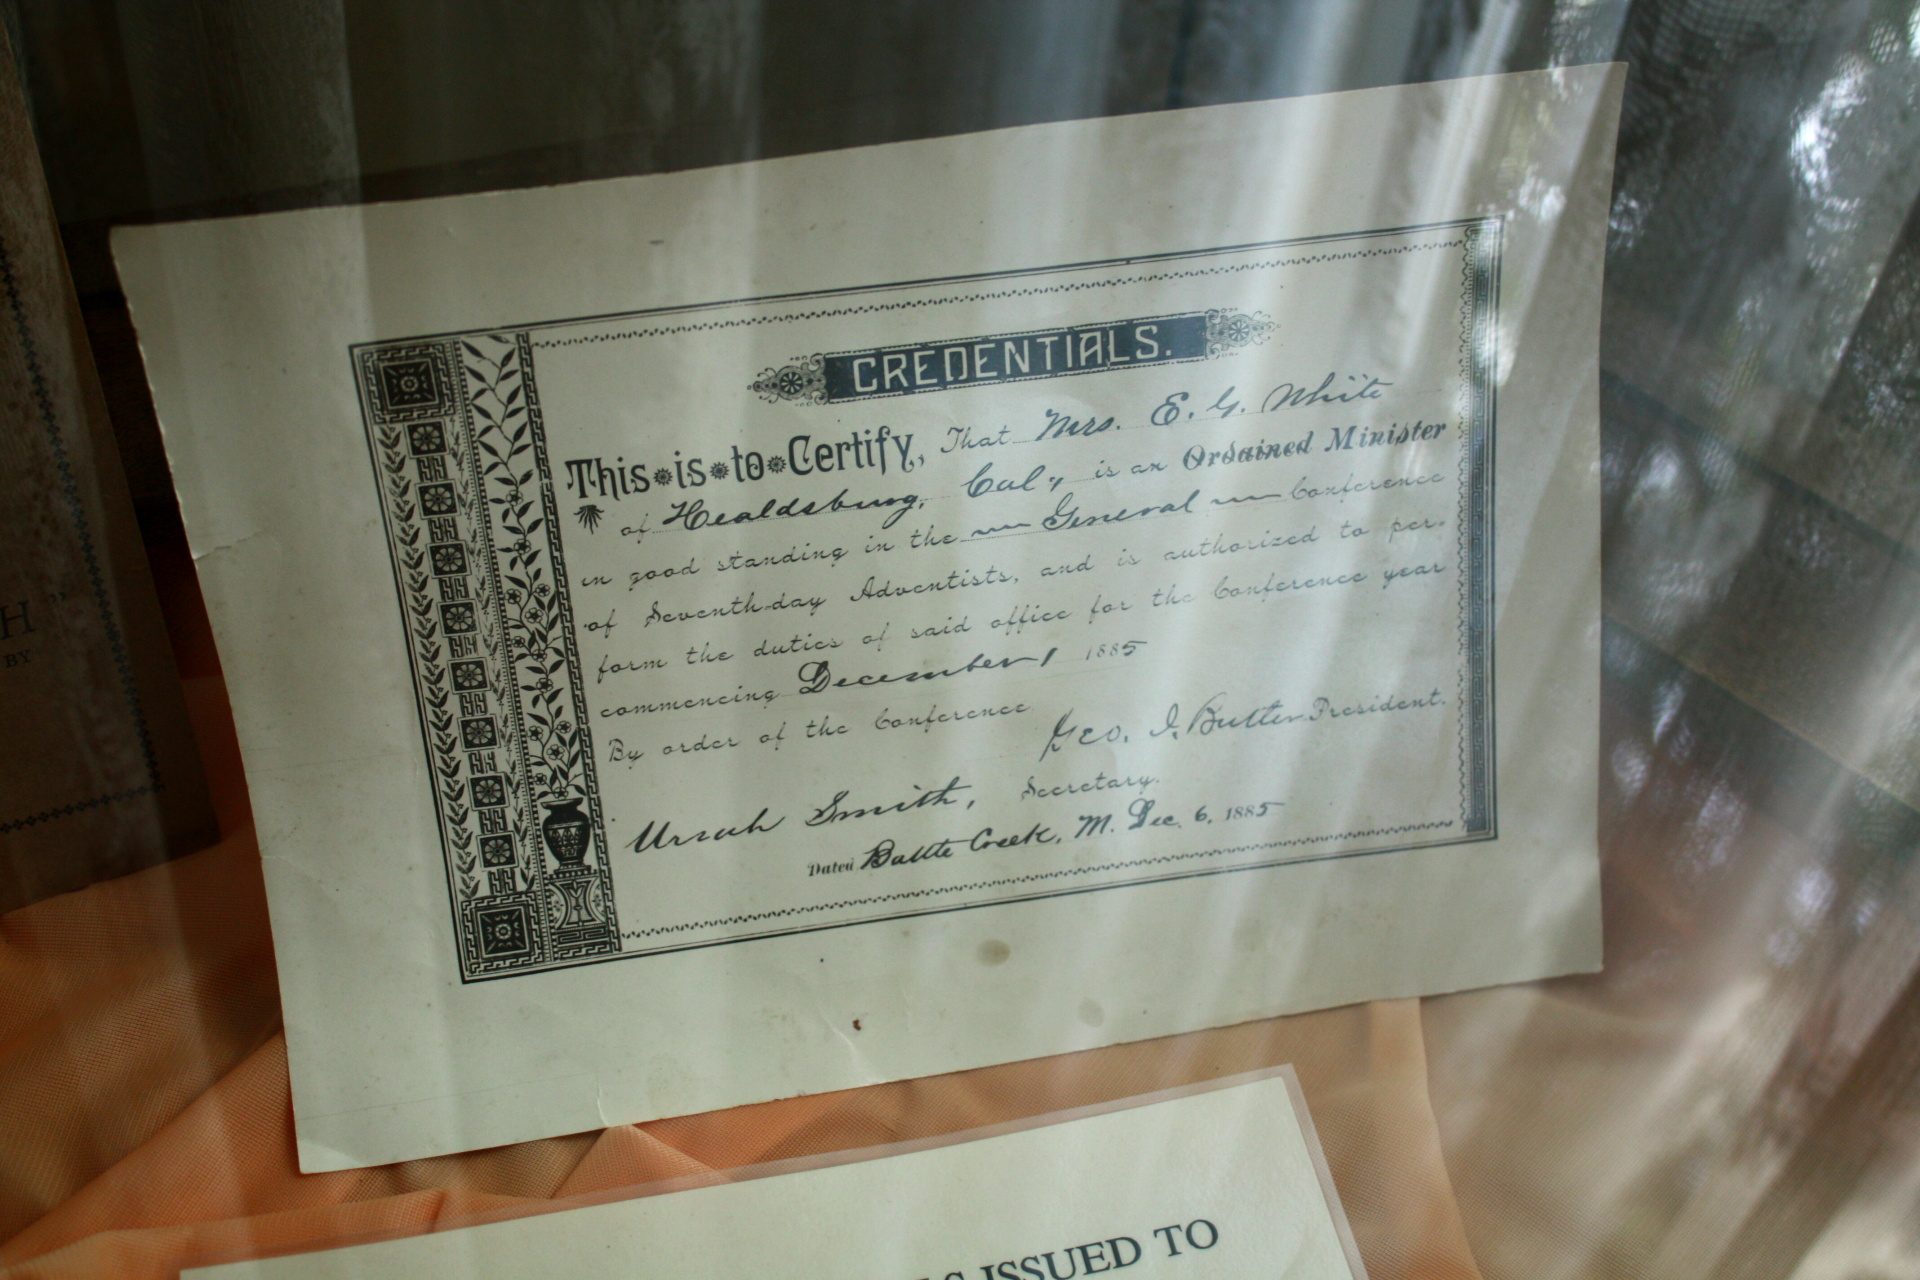 CREDENTIALS.
This is to Certify, That Mrs. E. G. White
of Healdsburg, Cal., is an Ordained Minister
in good standing in the General Conference
of Seventh-day Adventists, and is authorized to per-
form the duties of said office for the Conference year
commencing December 1 1885
By order of the Conference
Geo. I. Butler President.
Uriah Smith, Secretary.
Dated Battle Creek, M. Dec. 6, 1885
H"
BY
ISSUED TO